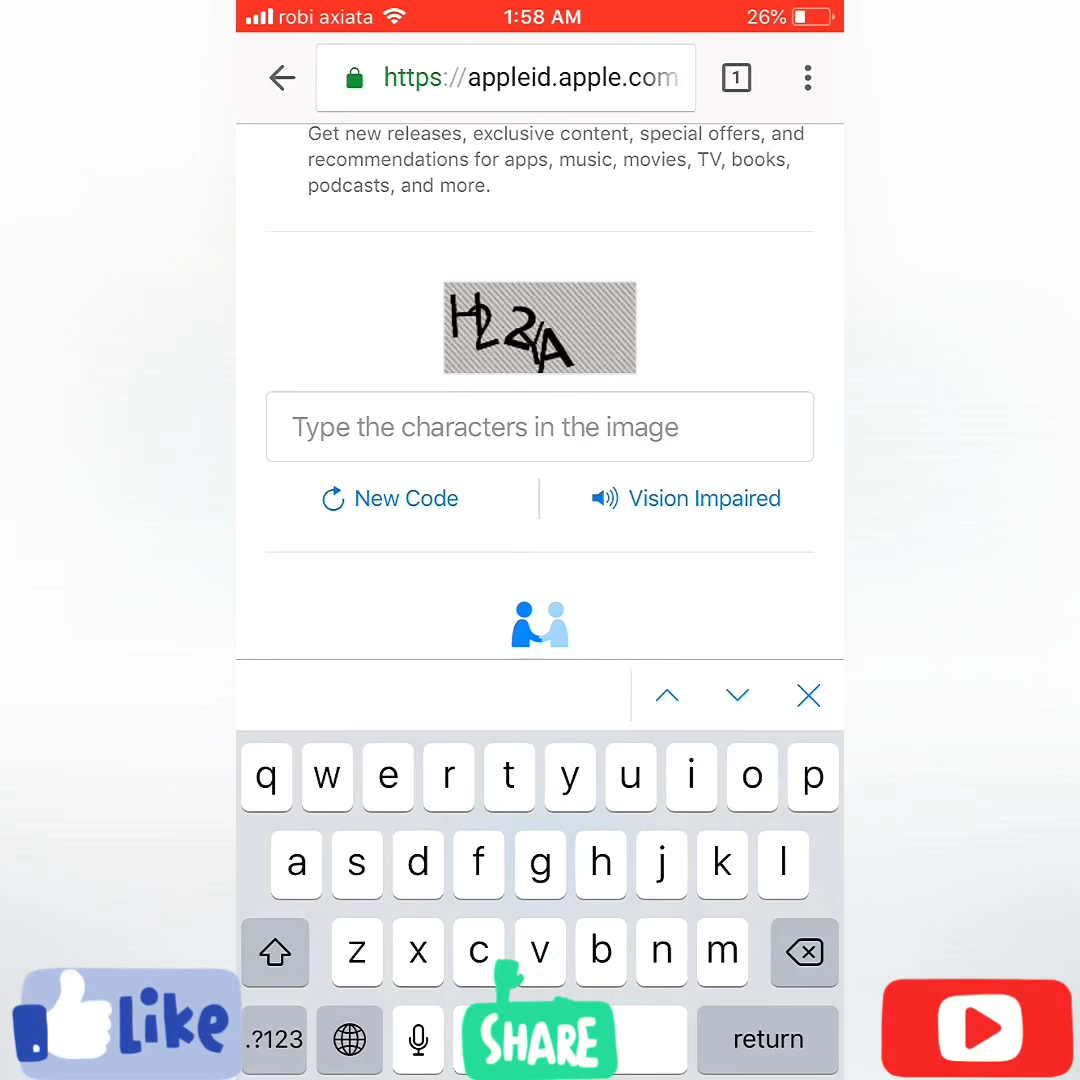 robi axiata 1:58 AM 26%
https://appleid.apple.com 1
Get new releases, exclusive content, special offers, and
recommendations for apps, music, movies, TV, books,
podcasts, and more.
Type the characters in the image
New Code Vision Impaired
q w e r t y u i o p
a s d f g h j k l
z x c v b n m
.?123 return
Like
SHARE